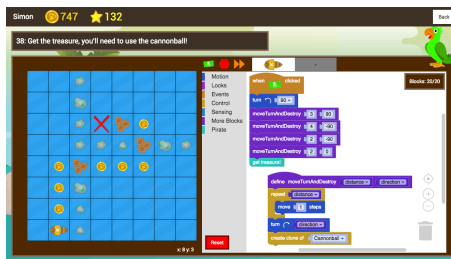 Simon 747 132
Back
38: Get the treasure, you'll need to use the cannonball!
Motion
Looks
Events
Control
Sensing
More Blocks
Pirate
when clicked
turn 90
moveTurnAndDestroy 3 90
moveTurnAndDestroy 4 -90
moveTurnAndDestroy 2 -90
moveTurnAndDestroy
get treasure!
define moveTurnAndDestroy distance direction
repeat distance
move 1 steps
turn direction
create clone of Cannonball
Blocks: 20/20
Reset
x: 8 y: 3